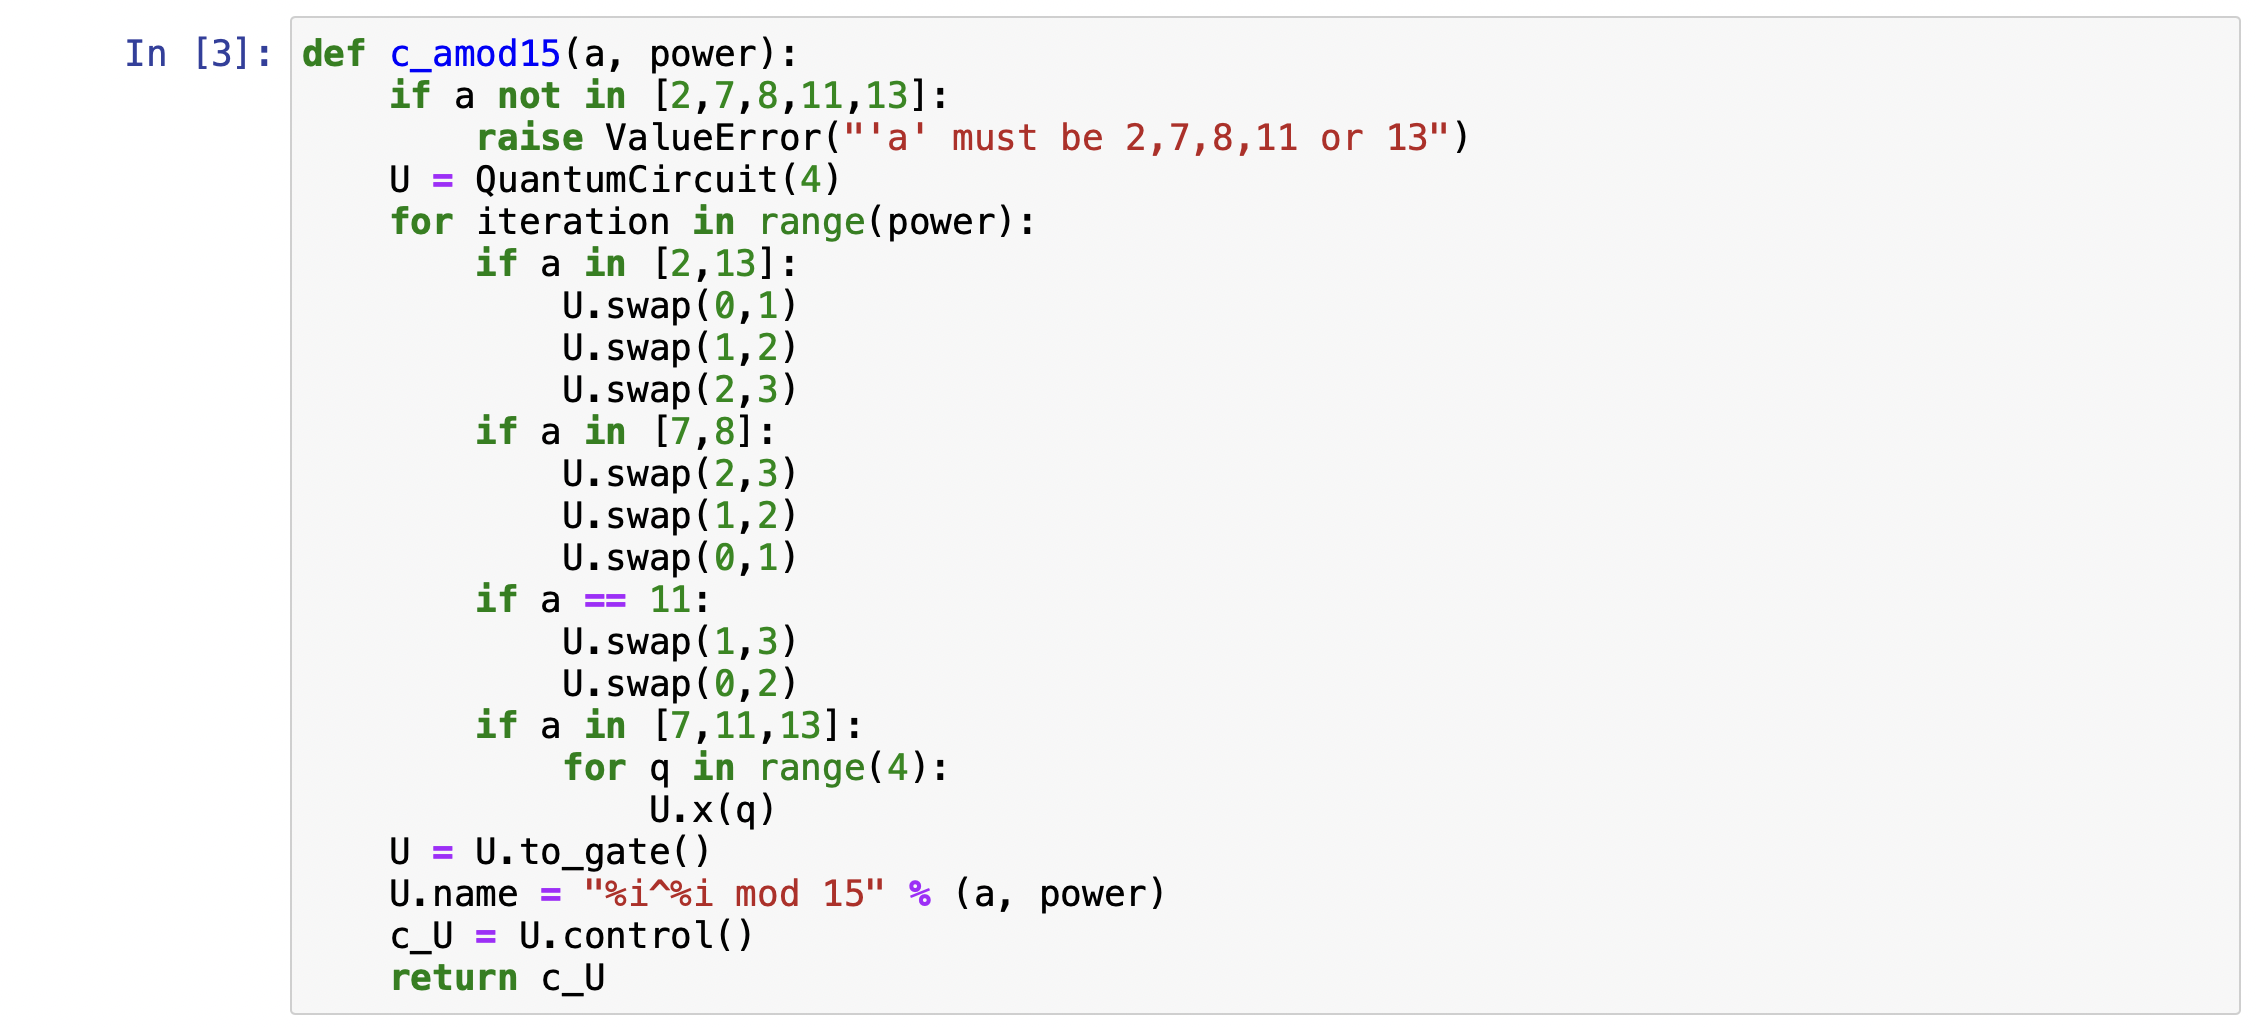 In [3]: def c_amod15(a, power):
    if a not in [2,7,8,11,13]:
        raise ValueError("'a' must be 2,7,8,11 or 13")
    U = QuantumCircuit(4)
    for iteration in range(power):
        if a in [2,13]:
            U.swap(0,1)
            U.swap(1,2)
            U.swap(2,3)
        if a in [7,8]:
            U.swap(2,3)
            U.swap(1,2)
            U.swap(0,1)
        if a == 11:
            U.swap(1,3)
            U.swap(0,2)
        if a in [7,11,13]:
            for q in range(4):
                U.x(q)
    U = U.to_gate()
    U.name = "%i^%i mod 15" % (a, power)
    c_U = U.control()
    return c_U